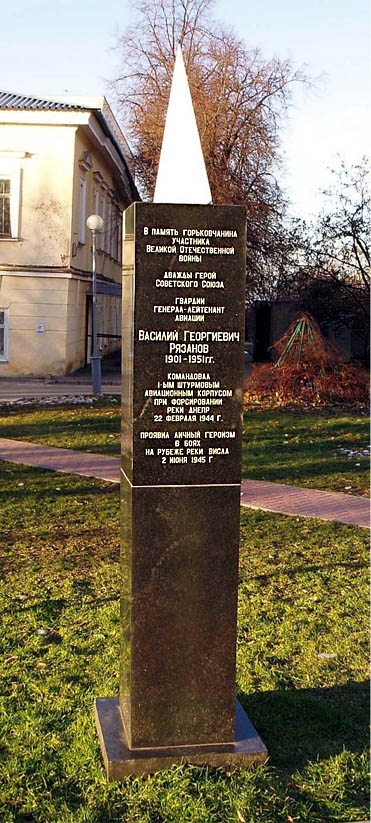 В ПАМЯТЬ ГОРЬКОВЧАНИНА
УЧАСТНИКА
ВЕЛИКОЙ ОТЕЧЕСТВЕННОЙ
ВОЙНЫ
ДВАЖДЫ ГЕРОЙ
СОВЕТСКОГО СОЮЗА
ГВАРДИИ
ГЕНЕРАЛ-ЛЕЙТЕНАНТ
АВИАЦИИ
ВАСИЛИЙ ГЕОРГИЕВИЧ
РЯЗАНОВ
1901-1951ГГ.
КОМАНДОВАЛ
1-ЫМ ШТУРМОВЫМ
АВИАЦИОННЫМ КОРПУСОМ
ПРИ ФОРСИРОВАНИИ
РЕКИ ДНЕПР
22 ФЕВРАЛЯ 1944 Г.
ПРОЯВИЛ ЛИЧНЫЙ ГЕРОИЗМ
В БОЯХ
НА РУБЕЖЕ РЕКИ ВИСЛА
2 ИЮНЯ 1945 Г